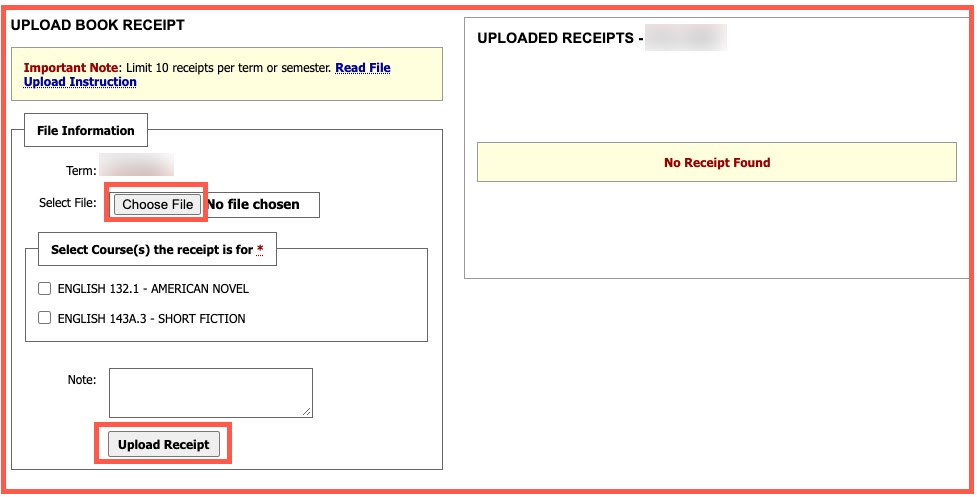 UPLOAD BOOK RECEIPT
Important Note: Limit 10 receipts per term or semester. Read File
Upload Instruction
File Information
Term:
Select File: Choose File No file chosen
Select Course(s) the receipt is for *
ENGLISH 132.1 - AMERICAN NOVEL
ENGLISH 143A.3 - SHORT FICTION
Note:
Upload Receipt
UPLOADED RECEIPTS -
No Receipt Found